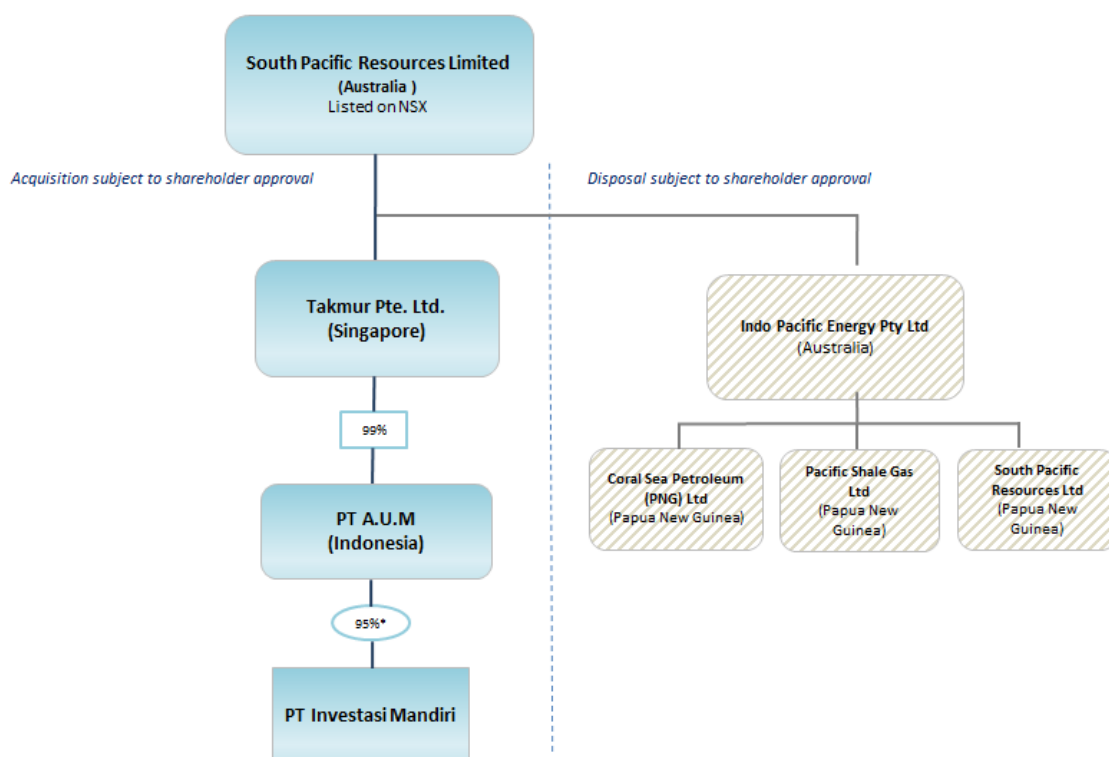 South Pacific Resources Limited
(Australia )
Listed on NSX
Acquisition subject to shareholder approval
Disposal subject to shareholder approval
Takmur Pte. Ltd.
(Singapore)
Indo Pacific Energy Pty Ltd
(Australia)
99%
Coral Sea Petroleum
(PNG) Ltd
(Papua New Guinea)
Pacific Shale Gas
Ltd
(Papua New
Guinea)
South Pacific
Resources Ltd
(Papua New
Guinea)
PT A.U.M
(Indonesia)
95%*
PT Investasi Mandiri